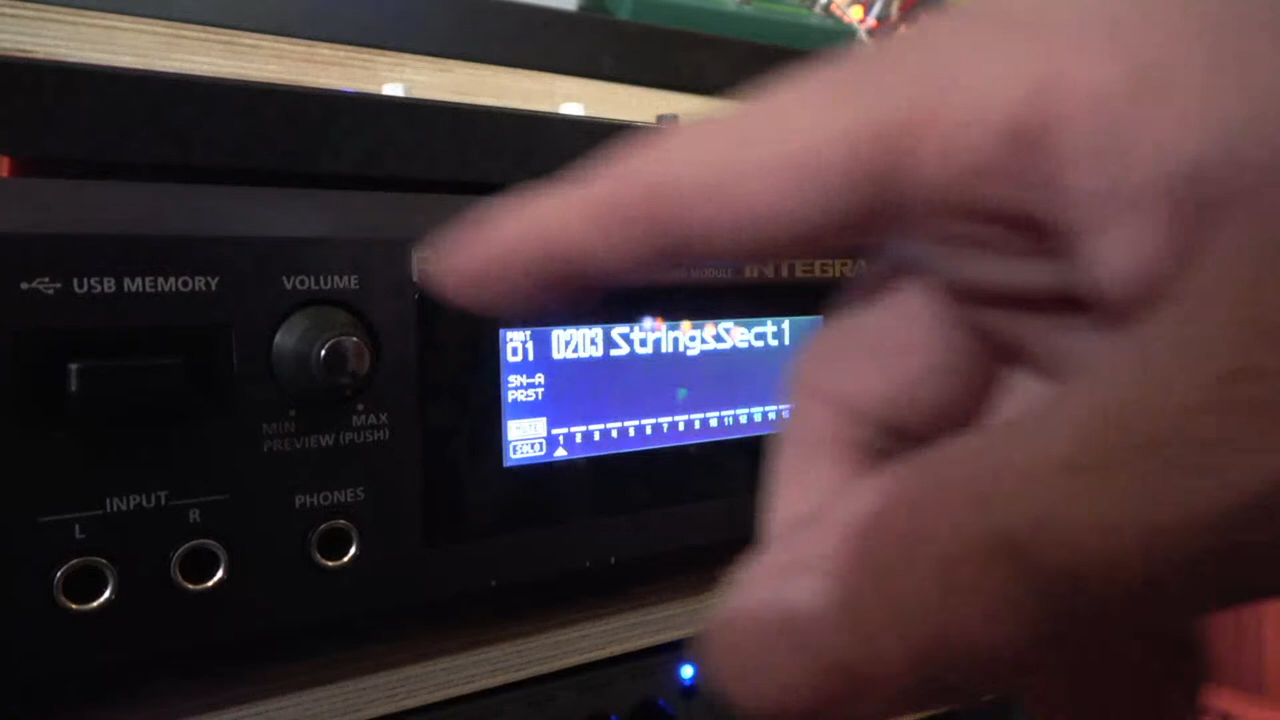 USB MEMORY
VOLUME
MODULE INTEGRA
PART
01 0203 StringsSect1
SN-A
PRST
MUTE
SOLO
1 2 3 4 5 6 7 8 9 10 11 12 13 14 15
MIN MAX
PREVIEW (PUSH)
INPUT
L R
PHONES